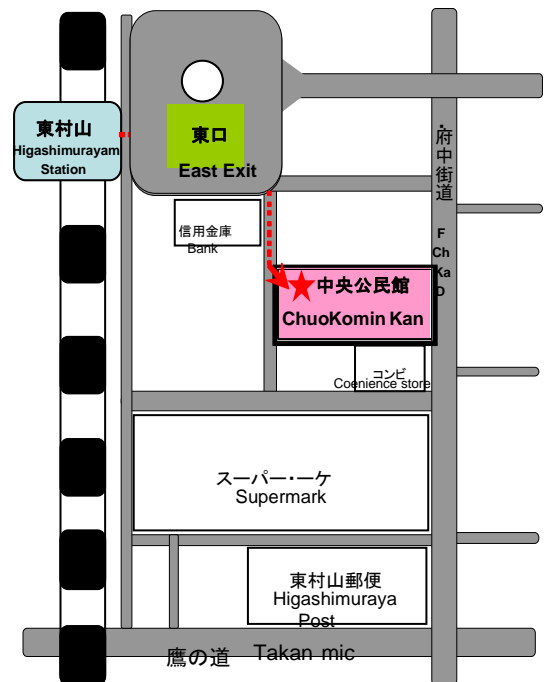 東村山
Higashimurayam
Station
東口
East Exit
信用金庫
Bank
・府中街道
F
Ch
Ka
D
中央公民館
ChuoKomin Kan
コンビ
Coenience store
スーパー・ーケ
Supermark
東村山郵便
Higashimuraya
Post
鷹の道 Takan mic